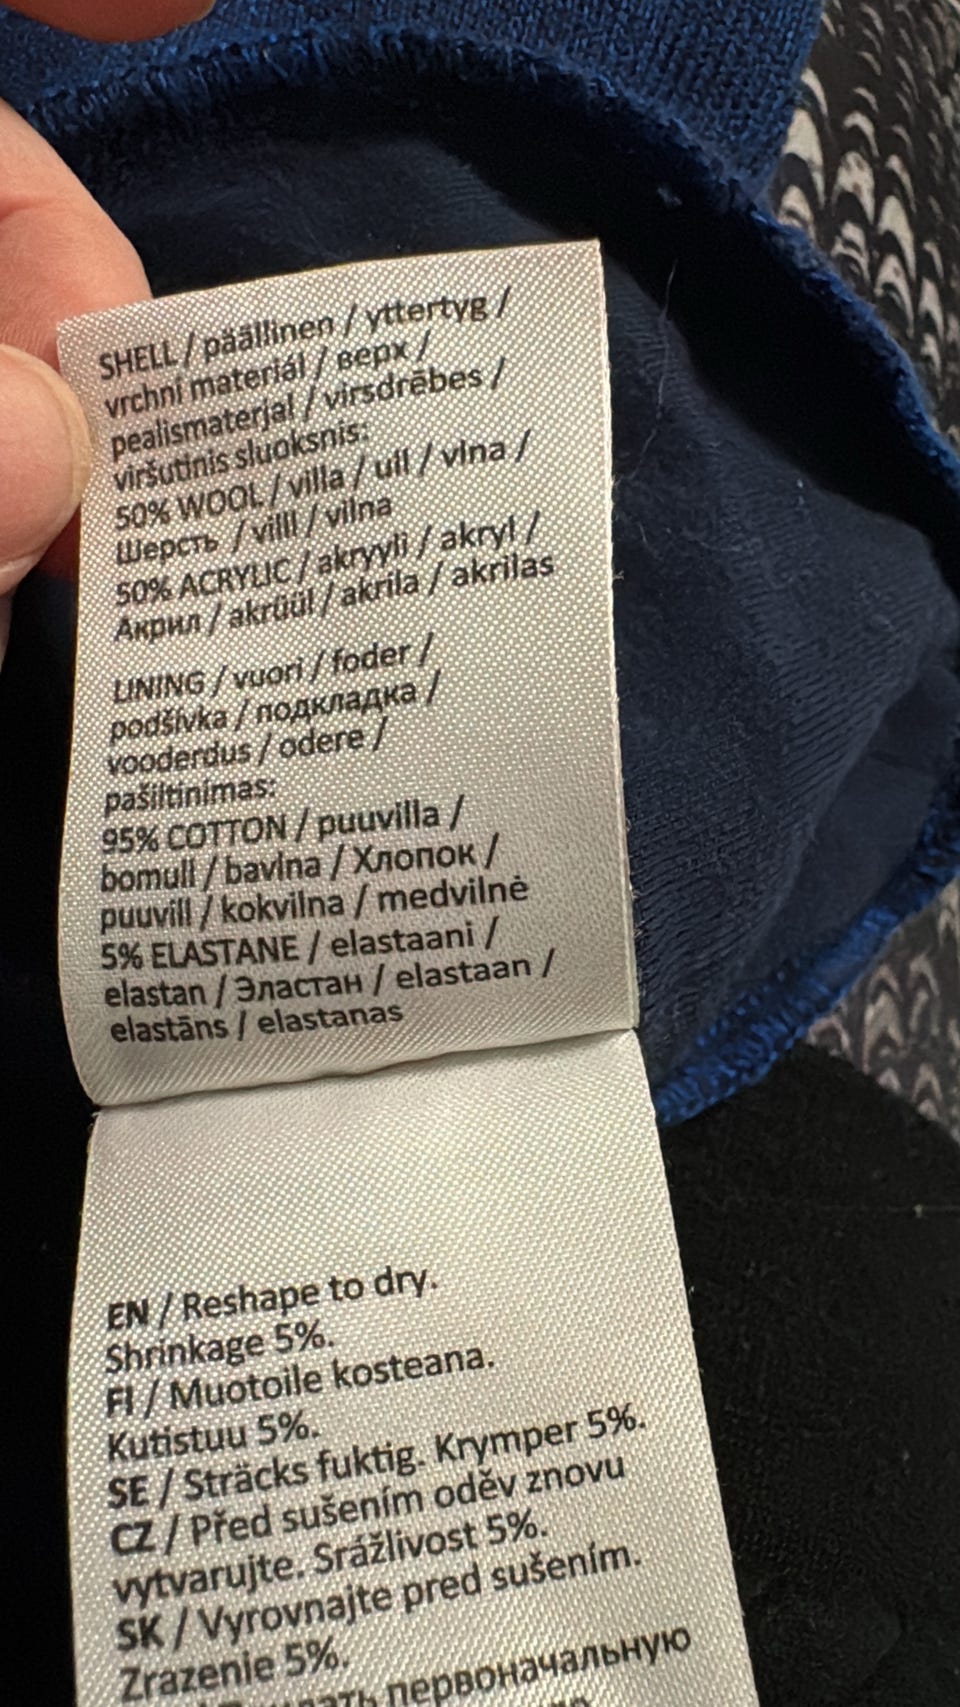 SHELL / päällinen / yttertyg /
vrchní materiál / верх /
pealismaterjal / virsdrēbes /
viršutinis sluoksnis:
50% WOOL / villa / ull / vlna /
Шерсть / villl / vilna
50% ACRYLIC / akryyli / akryl /
Акрил / akrüül / akrila / akrilas
LINING / vuori / foder /
podšívka / подкладка /
vooderdus / odere /
pašiltinimas:
95% COTTON / puuvilla /
bomull / bavlna / Хлопок /
puuvill / kokvilna / medvilnė
5% ELASTANE / elastaani /
elastan / Эластан / elastaan /
elastāns / elastanas
EN / Reshape to dry.
Shrinkage 5%.
FI / Muotoile kosteana.
Kutistuu 5%.
SE / Sträcks fuktig. Krymper 5%.
CZ / Před sušením oděv znovu
vytvarujte. Srážlivost 5%.
SK / Vyrovnajte pred sušením.
Zrazenie 5%.
первоначальную